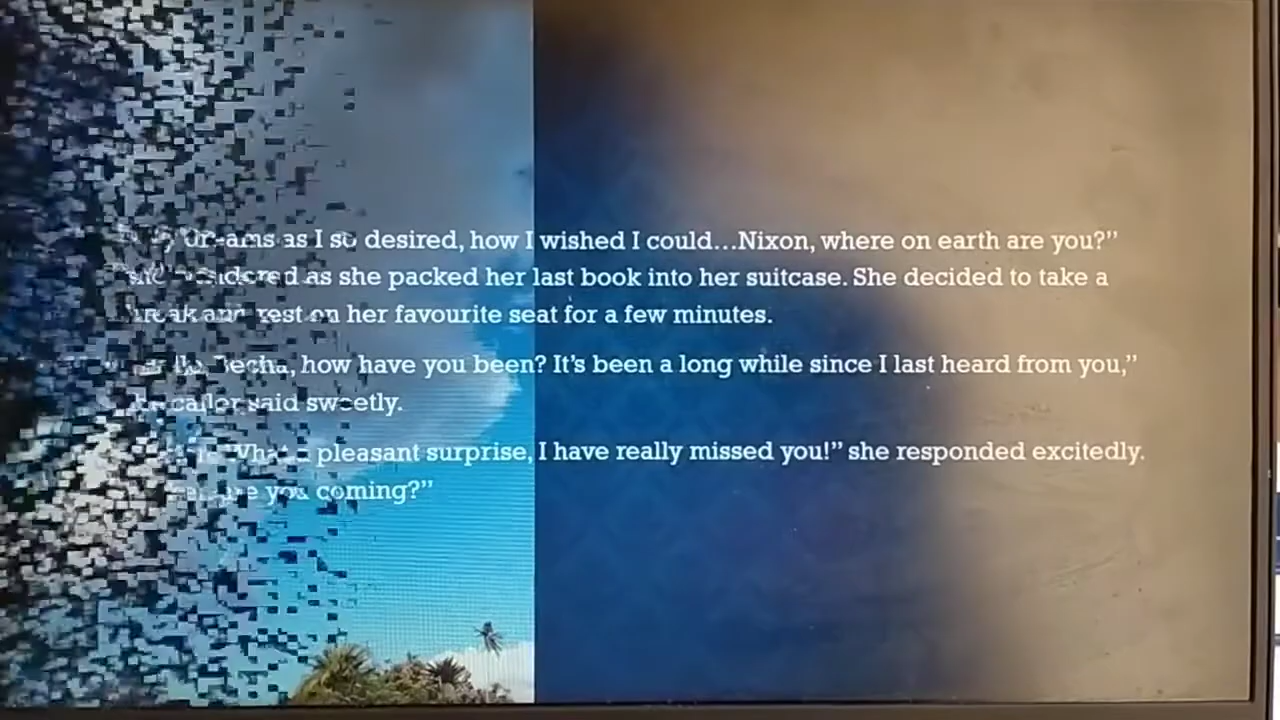 as I so desired, how I wished I could...Nixon, where on earth are you?”
as she packed her last book into her suitcase. She decided to take a
rest on her favourite seat for a few minutes.
how have you been? It’s been a long while since I last heard from you,”
caller said sweetly.
pleasant surprise, I have really missed you!” she responded excitedly.
you coming?”